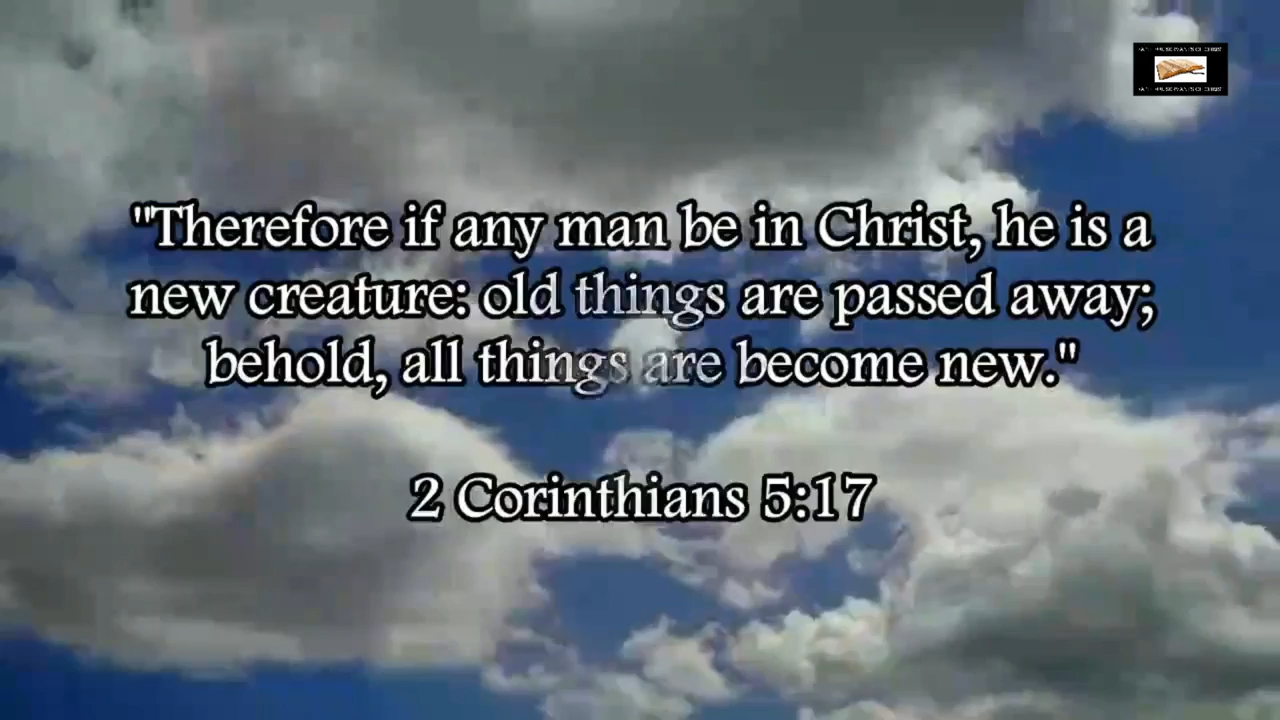 "Therefore if any man be in Christ, he is a
new creature: old things are passed away;
behold, all things are become new."
2 Corinthians 5:17